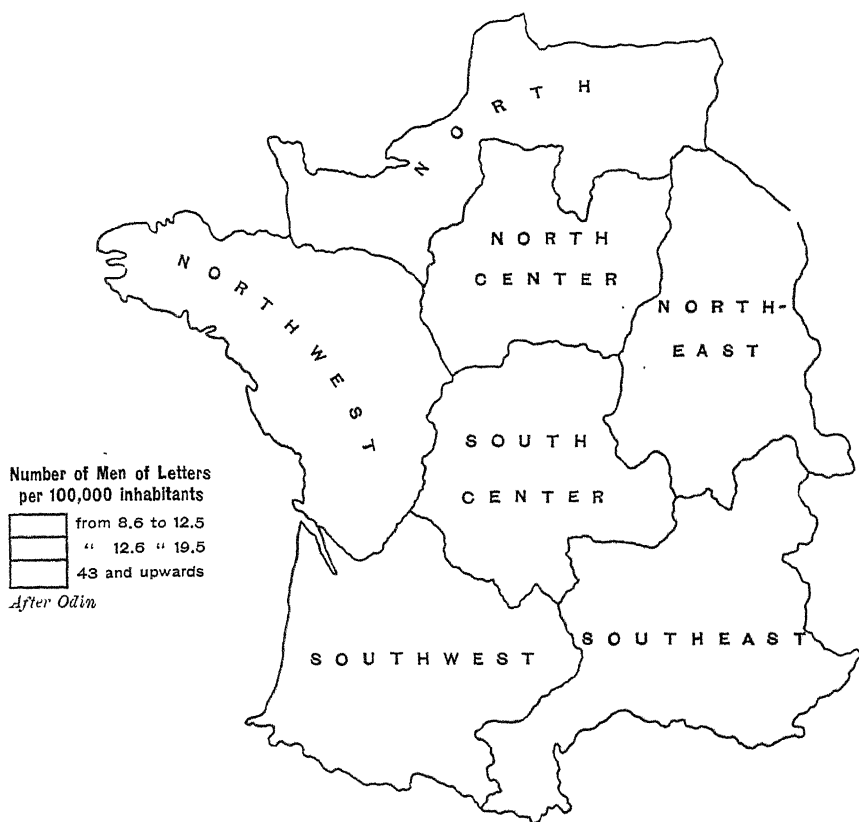 NORTH
NORTH
CENTER
NORTHWEST
NORTH-
EAST
SOUTH
CENTER
Number of Men of Letters
per 100,000 inhabitants
from 8.6 to 12.5
“ 12.6 “ 19.5
43 and upwards
After Odin
SOUTHEAST
SOUTHWEST